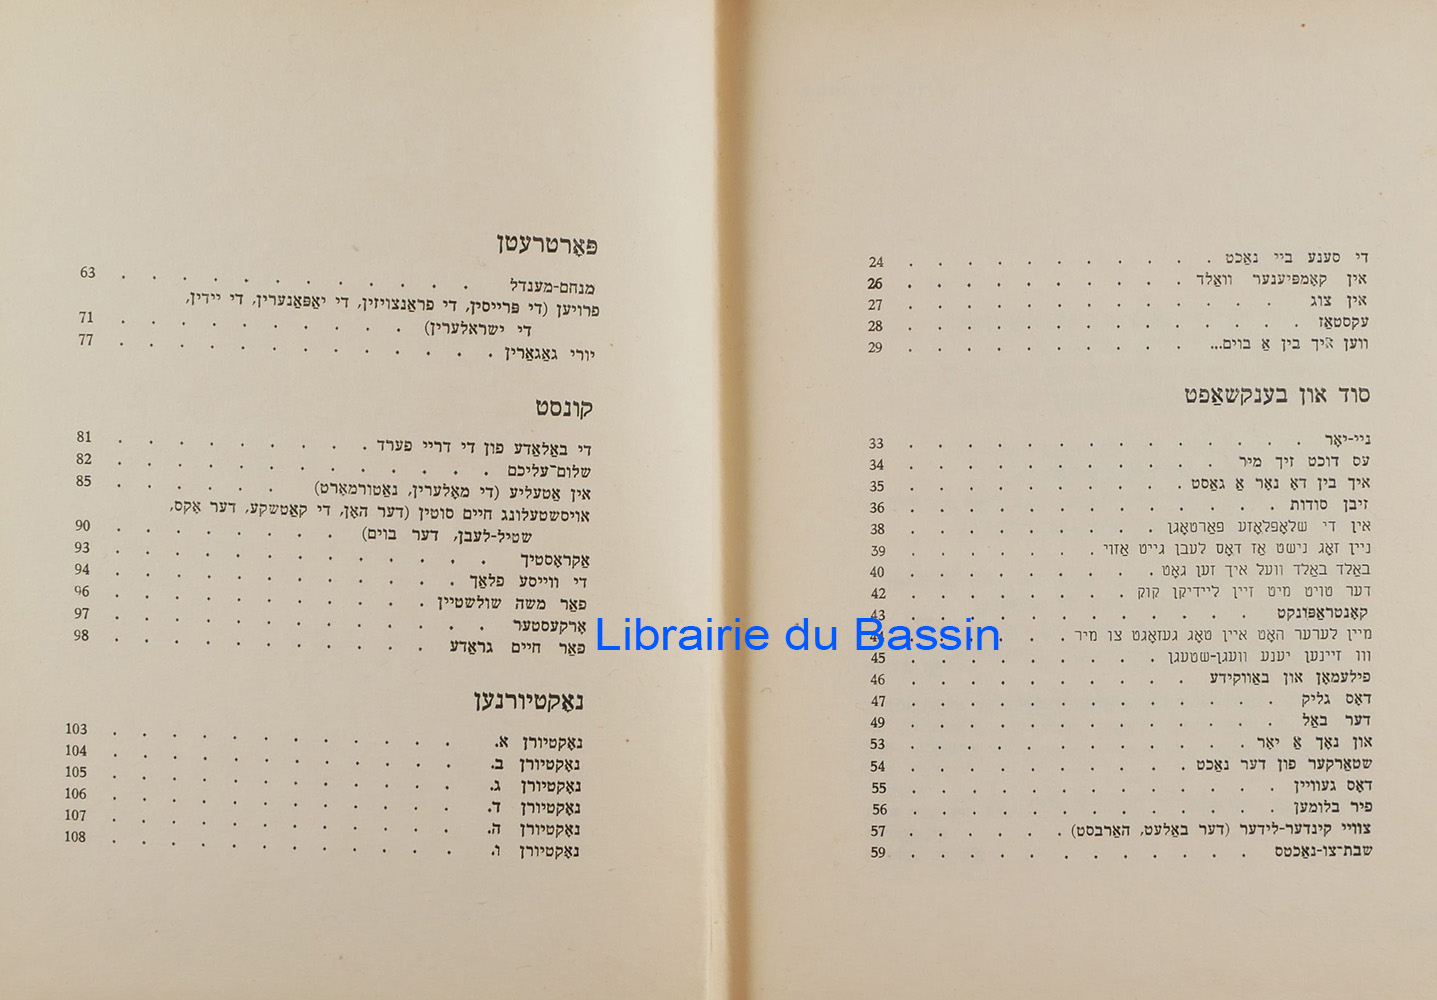 די סענע ביי נאַכט . . . . . . . . . . . 24
אין קאָמפּיענער וואַלד . . . . . . . . . . 26
אין צוג . . . . . . . . . . . . . . 27
עקסטאַז . . . . . . . . . . . . . . 28
ווען איך בין אַ בוים... . . . . . . . . . . 29
סוד און בענקשאַפט
ניי-יאָר . . . . . . . . . . . . . . 33
עס דוכט זיך מיר . . . . . . . . . . . 34
איך בין דאָ נאָר אַ גאַסט . . . . . . . . . . 35
זיבן סודות . . . . . . . . . . . . . 36
אין די שלאָפלאָזע פאַרטאָגן . . . . . . . . . 38
ניין זאָג נישט אַז דאָס לעבן גייט אַזוי . . . . . . . 39
באַלד באַלד וועל איך זען גאָט . . . . . . . . . 40
דער טויט מיט זיין ליידיקן קוק . . . . . . . . 42
קאָנטראַפּונקט . . . . . . . . . . . . 43
מיין לערער האָט איין טאָג געזאָגט צו מיר . . . . . . 44
ווו זיינען יענע וועגן-שטעגן . . . . . . . . . 45
פילעמאָן און באַווקידע . . . . . . . . . . 46
דאָס גליק . . . . . . . . . . . . . 47
דער באַל . . . . . . . . . . . . . 49
און נאָך אַ יאָר . . . . . . . . . . . . 53
שטאַרקער פון דער נאַכט . . . . . . . . . . 54
דאָס געוויין . . . . . . . . . . . . . 55
פיר בלומען . . . . . . . . . . . . . 56
צוויי קינדער-לידער (דער באַלעט, האַרבסט) . . . . . . 57
שבת־צו-נאַכטס . . . . . . . . . . . . 59
פּאָרטרעטן
מנחם-מענדל . . . . . . . . . . . . 63
פרויען (די פּרייסין, די פראַנצויזין, די יאַפּאַנערין, די יידין,
די ישראלערין) . . . . . . . . . . . 71
יורי גאַגאַרין . . . . . . . . . . . . . 77
קונסט
די באַלאַדע פון די דריי פערד . . . . . . . . . 81
שלום־עליכם . . . . . . . . . . . . . 82
אין אַטעליע (די מאָלערין, נאַטורמאָרט) . . . . . . 85
אויסשטעלונג חיים סוטין (דער האָן, די קאַטשקע, דער אָקס,
שטיל-לעבן, דער בוים) . . . . . . . . 90
אַקראָסטיך . . . . . . . . . . . . . 93
די ווייסע פלאַך . . . . . . . . . . . . 94
פאַר משה שולשטיין . . . . . . . . . . . 96
אָרקעסטער . . . . . . . . . . . . . 97
פאַר חיים גראַדע . . . . . . . . . . . 98
נאָקטיורנען
נאָקטיורן א. . . . . . . . . . . . . 103
נאָקטיורן ב. . . . . . . . . . . . . 104
נאָקטיורן ג. . . . . . . . . . . . . 105
נאָקטיורן ד. . . . . . . . . . . . . 106
נאָקטיורן ה. . . . . . . . . . . . . 107
נאָקטיורן ו. . . . . . . . . . . . . 108
Librairie du Bassin